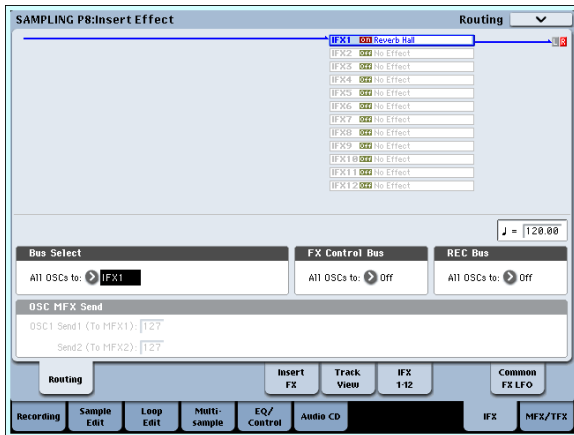 SAMPLING P8:Insert Effect Routing
IFX1 On Reverb Hall L R
IFX2 Off No Effect
IFX3 Off No Effect
IFX4 Off No Effect
IFX5 Off No Effect
IFX6 Off No Effect
IFX7 Off No Effect
IFX8 Off No Effect
IFX9 Off No Effect
IFX10 Off No Effect
IFX11 Off No Effect
IFX12 Off No Effect
♩ = 120.00
Bus Select
All OSCs to: IFX1
FX Control Bus
All OSCs to: Off
REC Bus
All OSCs to: Off
OSC MFX Send
OSC1 Send1 (To MFX1): 127
Send2 (To MFX2): 127
Routing
Insert
FX
Track
View
IFX
1-12
Common
FX LFO
Recording
Sample
Edit
Loop
Edit
Multi-
sample
EQ/
Control
Audio CD
IFX
MFX/TFX